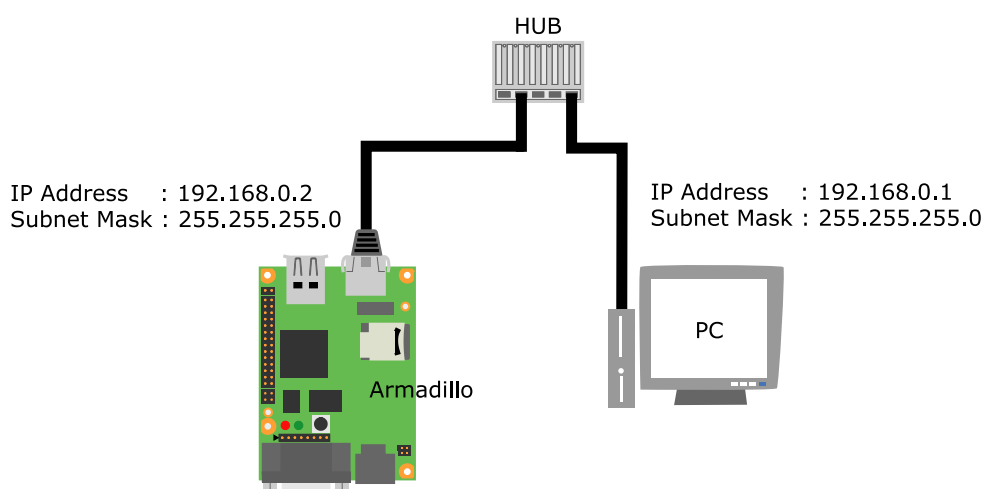 HUB
IP Address : 192.168.0.2
Subnet Mask : 255.255.255.0
IP Address : 192.168.0.1
Subnet Mask : 255.255.255.0
PC
Armadillo